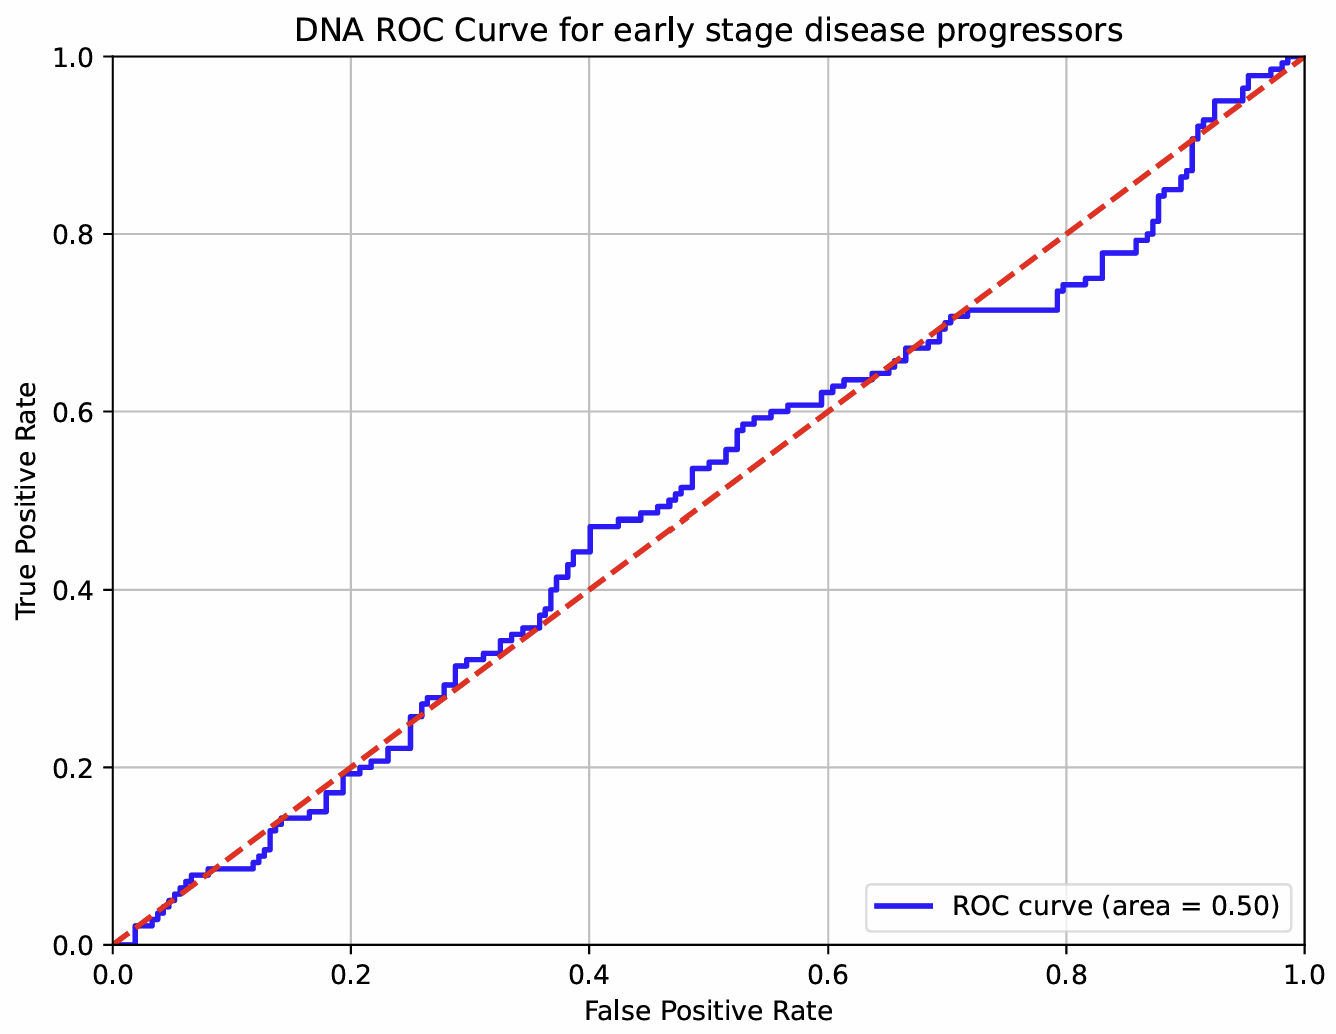 DNA ROC Curve for early stage disease progressors
1.0
0.8
0.6
0.4
0.2
0.0
True Positive Rate
ROC curve (area = 0.50)
0.0 0.2 0.4 0.6 0.8 1.0
False Positive Rate